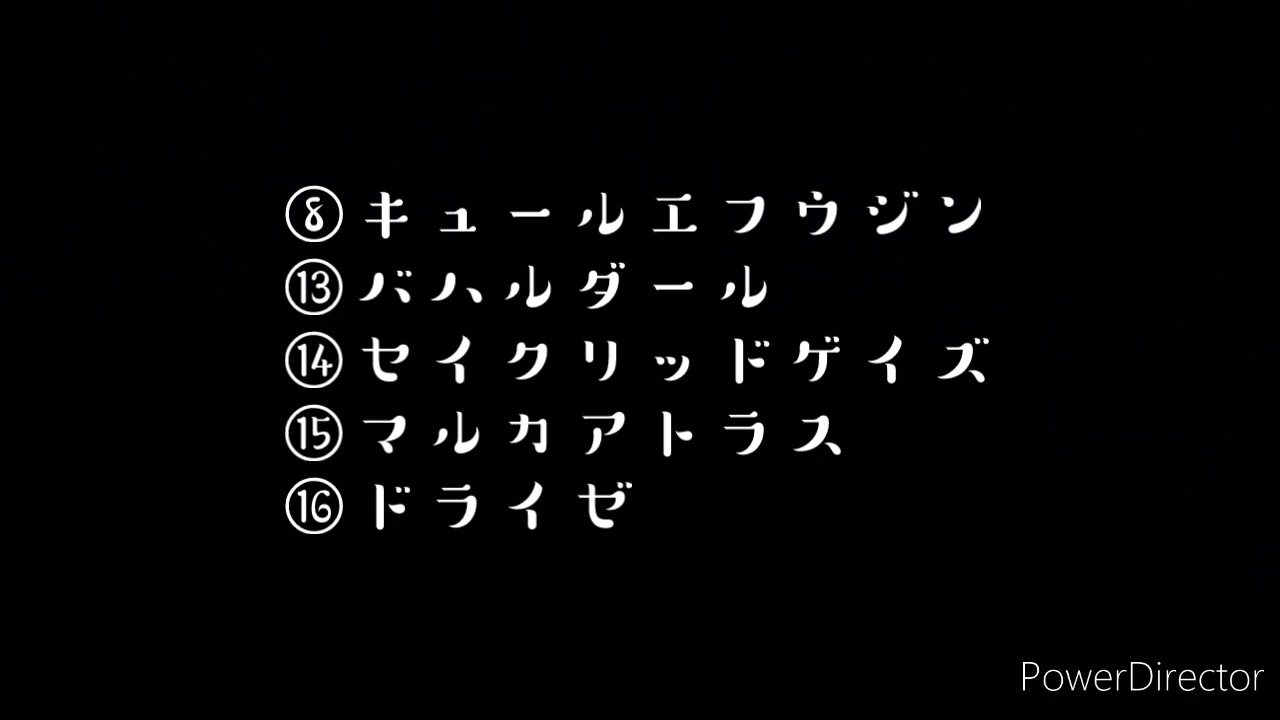 ⑧キュールエフウジン
⑬バハルダール
⑭セイクリッドゲイズ
⑮マルカアトラス
⑯ドライゼ
PowerDirector